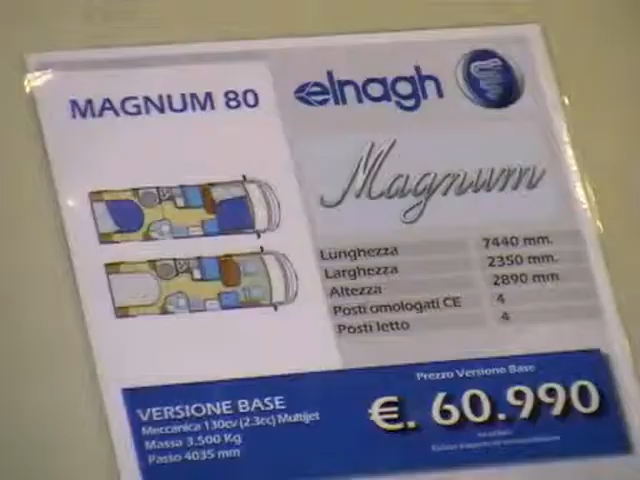 MAGNUM 80
elnagh
Magnum
Lunghezza 7440 mm.
Larghezza 2350 mm.
Altezza 2890 mm
Posti omologati CE 4
Posti letto 4
VERSIONE BASE
Meccanica 130cv (2.3cc) Multijet
Massa 3.500 Kg
Passo 4035 mm
Prezzo Versione Base
€. 60.990